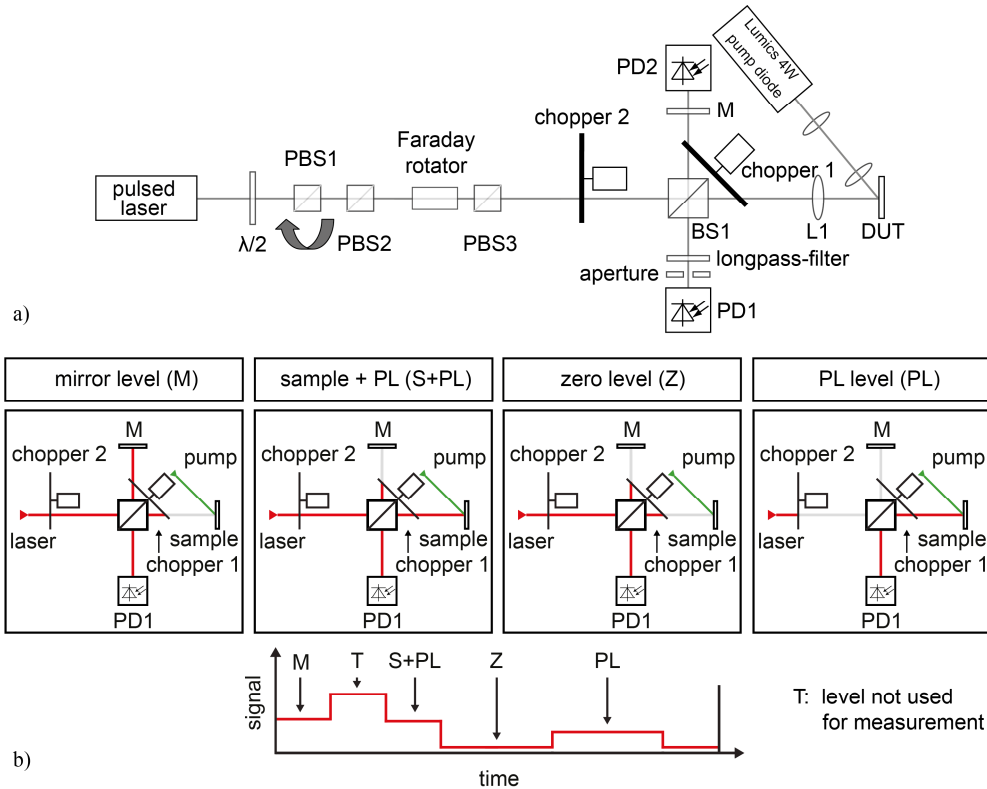 Lumics 4W
pump diode
PD2
M
chopper 2
chopper 1
Faraday
rotator
PBS1
pulsed
laser
λ/2
PBS2
PBS3
BS1
L1
DUT
longpass-filter
aperture
PD1
a)
mirror level (M)
sample + PL (S+PL)
zero level (Z)
PL level (PL)
M
chopper 2
pump
laser
sample
chopper 1
PD1
M
chopper 2
pump
laser
sample
chopper 1
PD1
M
chopper 2
pump
laser
sample
chopper 1
PD1
M
chopper 2
pump
laser
sample
chopper 1
PD1
signal
M
T
S+PL
Z
PL
T: level not used
for measurement
b)
time